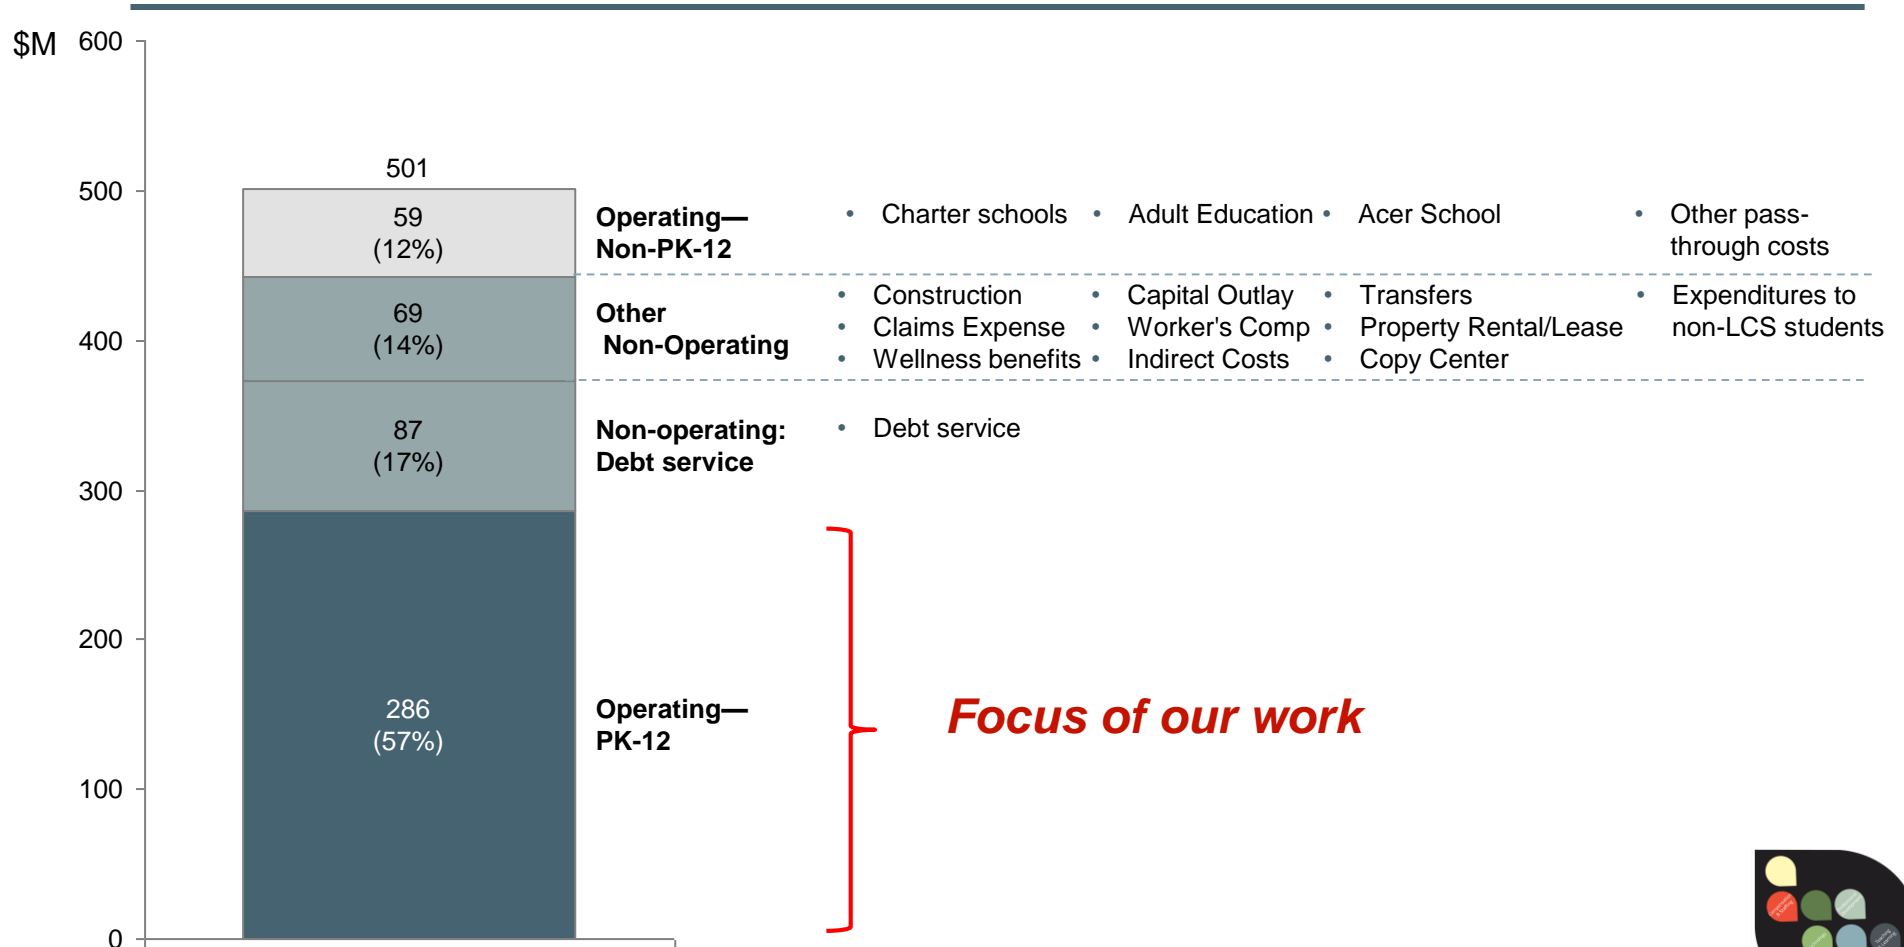 $M
600
500
400
300
200
100
0
501
59
(12%)
69
(14%)
87
(17%)
286
(57%)
Operating—
Non-PK-12
• Charter schools
• Adult Education
• Acer School
• Other pass-
through costs
Other
Non-Operating
• Construction
• Claims Expense
• Wellness benefits
• Capital Outlay
• Worker's Comp
• Indirect Costs
• Transfers
• Property Rental/Lease
• Copy Center
• Expenditures to
non-LCS students
Non-operating:
Debt service
• Debt service
Operating—
PK-12
Focus of our work